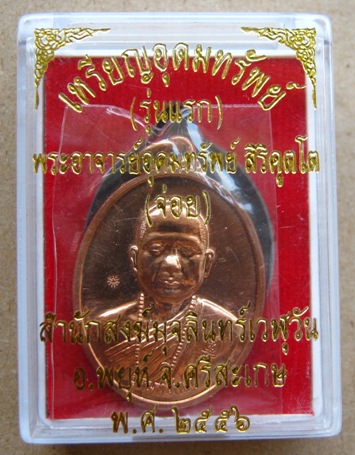 เหรียญอุดมทรัพย์
(รุ่นแรก)
พระอาจารย์อุดมทรัพย์ สิริคุตฺโต
(จ่อย)
สำนักสงฆ์มุจลินทร์เวฬุวัน
อ.พยุห์ จ.ศรีสะเกษ
พ.ศ. ๒๕๕๖